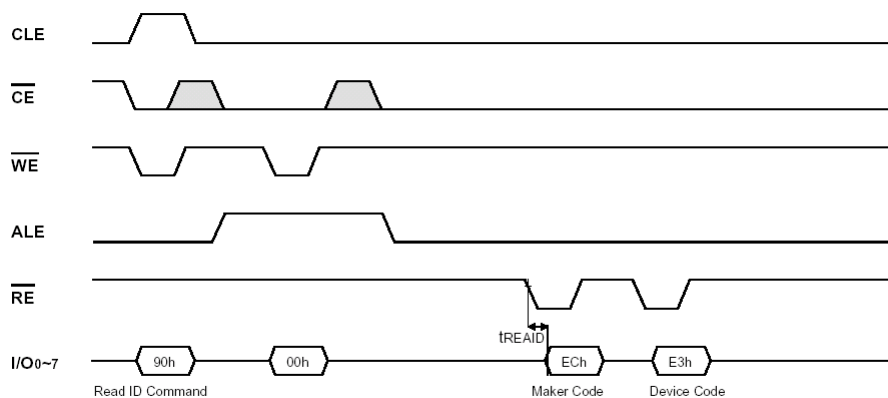 CLE
CE
WE
ALE
RE
tREAID
I/O0~7 90h 00h ECh E3h
Read ID Command Maker Code Device Code